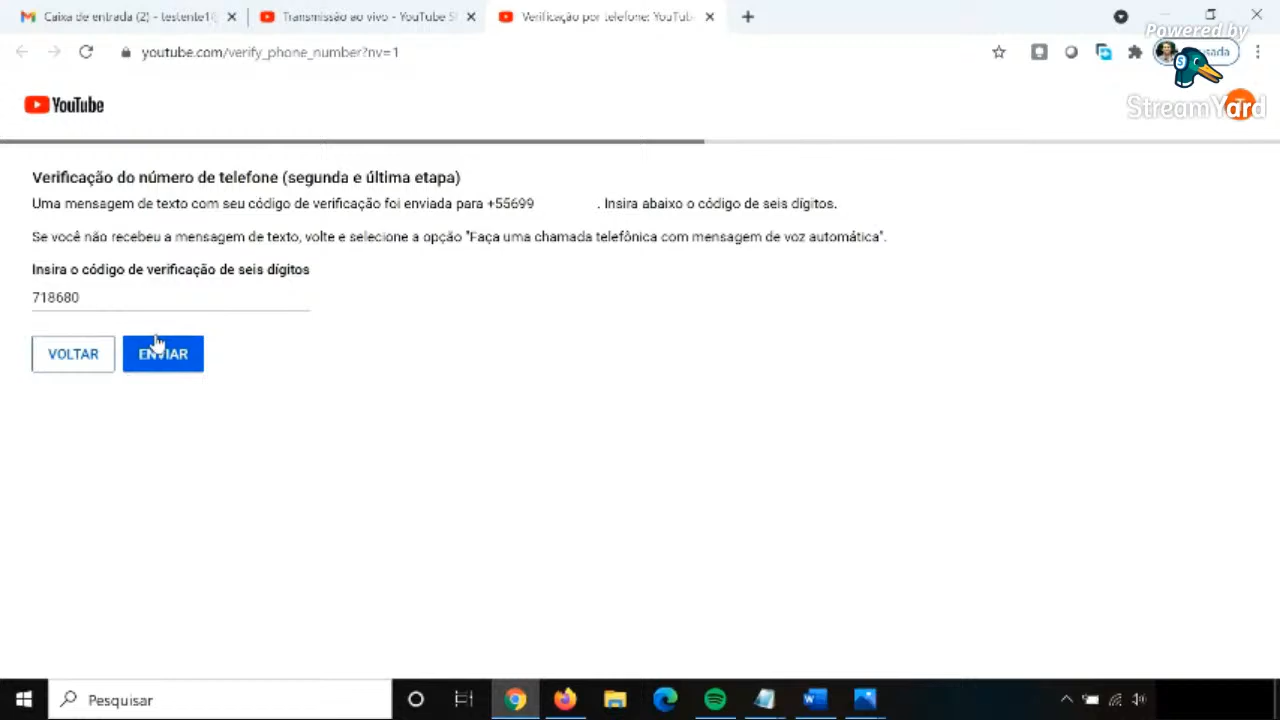 Caixa de entrada (2) - testente1
Transmissão ao vivo - YouTube S
Verificação por telefone: YouTub
youtube.com/verify_phone_number?nv=1
Powered by
StreamYard
YouTube
Verificação do número de telefone (segunda e última etapa)
Uma mensagem de texto com seu código de verificação foi enviada para +55699 . Insira abaixo o código de seis dígitos.
Se você não recebeu a mensagem de texto, volte e selecione a opção "Faça uma chamada telefônica com mensagem de voz automática".
Insira o código de verificação de seis dígitos
718680
VOLTAR ENVIAR
Pesquisar